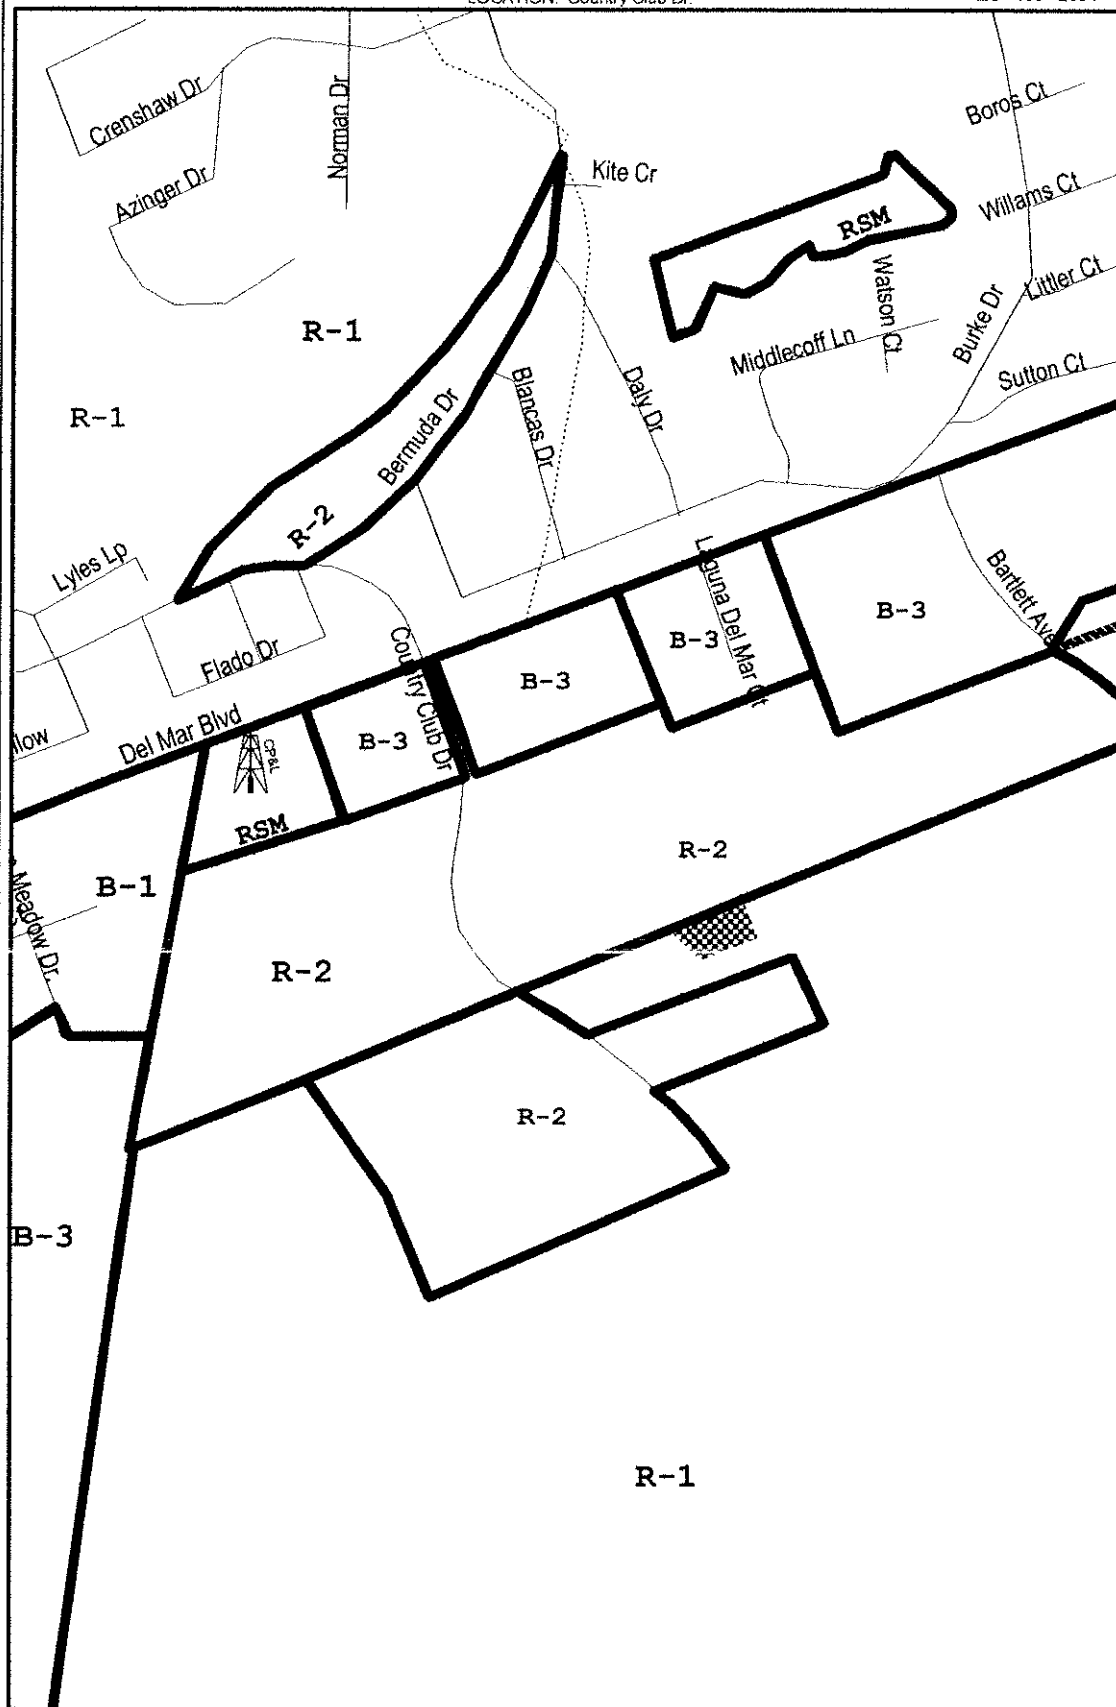 LOCATION: Country Club Dr.
Crenshaw Dr
Norman Dr
Azinger Dr
Kite Cr
Boros Ct
Willams Ct
Littler Ct
RSM
Watson Ct
Burke Dr
Middlecoff Ln
Sutton Ct
R-1
R-1
Bermuda Dr
Blancas Dr
Daly Dr
R-2
Lyles Lp
Flado Dr
Country Club Dr
Laguna Del Mar Ct
Bartlett Ave
B-3
B-3
B-3
B-3
llow
Del Mar Blvd
CP&L
RSM
B-1
Meadow Dr.
R-2
R-2
R-2
B-3
R-1